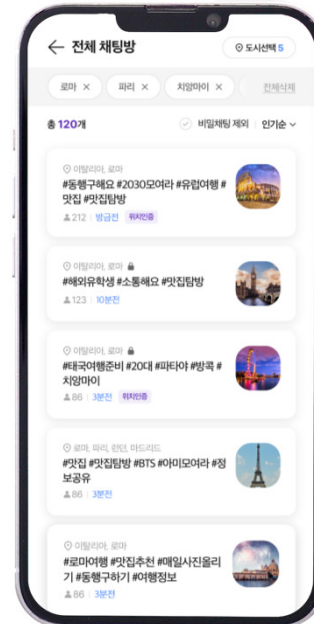 전체 채팅방
도시선택 5
로마 ×
파리 ×
치앙마이 ×
전체삭제
총 120개
비밀채팅 제외
인기순
이탈리아, 로마
#동행구해요 #2030모여라 #유럽여행 #
맛집 #맛집탐방
212 | 방금전 위치인증
이탈리아, 로마
#해외유학생 #소통해요 #맛집탐방
123 | 10분전
이탈리아, 로마
#태국여행준비 #20대 #파타야 #방콕 #
치앙마이
86 | 3분전 위치인증
로마, 파리, 런던, 마드리드
#맛집 #맛집탐방 #BTS #아미모여라 #정
보공유
86 | 3분전
이탈리아, 로마
#로마여행 #맛집추천 #매일사진올리
기 #동행구하기 #여행정보
86 | 3분전